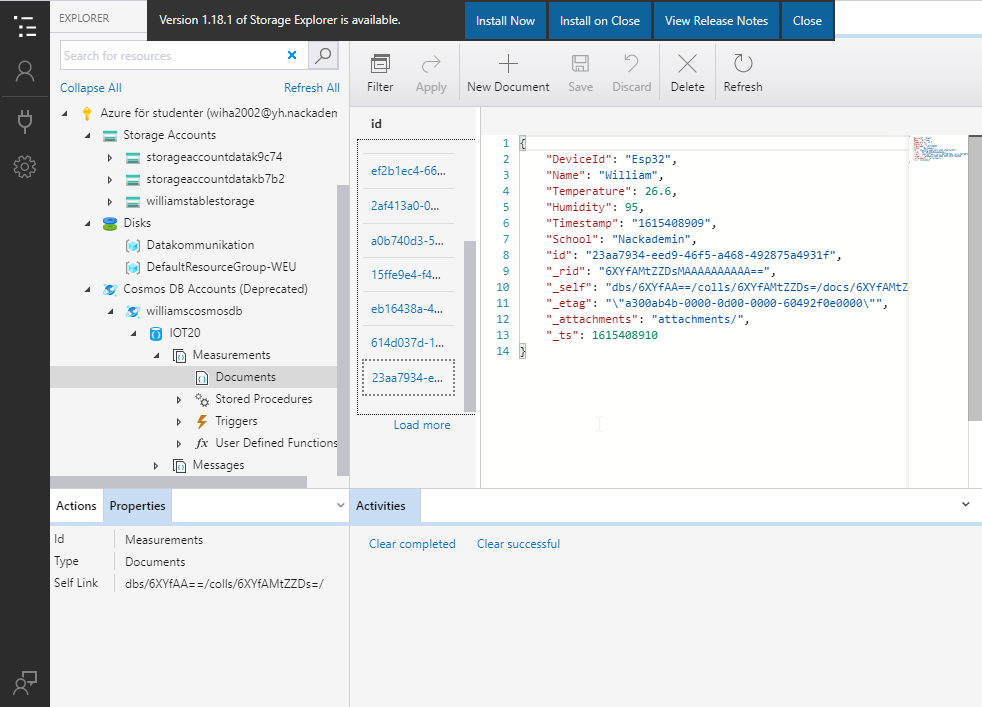 EXPLORER
Version 1.18.1 of Storage Explorer is available.
Install Now
Install on Close
View Release Notes
Close
Search for resources
Collapse All
Refresh All
Azure för studenter (wiha2002@yh.nackaden
Storage Accounts
storageaccountdatak9c74
storageaccountdatakb7b2
williamstablestorage
Disks
Datakommunikation
DefaultResourceGroup-WEU
Cosmos DB Accounts (Deprecated)
williamscosmosdb
IOT20
Measurements
Documents
Stored Procedures
Triggers
User Defined Functions
Messages
Filter
Apply
New Document
Save
Discard
Delete
Refresh
id
ef2b1ec4-66...
2af413a0-0...
a0b740d3-5...
15ffe9e4-f4...
eb16438a-4...
614d037d-1...
23aa7934-e...
Load more
1 {
2 "DeviceId": "Esp32",
3 "Name": "William",
4 "Temperature": 26.6,
5 "Humidity": 95,
6 "Timestamp": "1615408909",
7 "School": "Nackademin",
8 "id": "23aa7934-eed9-46f5-a468-492875a4931f",
9 "_rid": "6XYfAMtZZDsMAAAAAAAAAA==",
10 "_self": "dbs/6XYfAA==/colls/6XYfAMtZZDs=/docs/6XYfAMtZ
11 "_etag": "\"a300ab4b-0000-0d00-0000-60492f0e0000\"",
12 "_attachments": "attachments/",
13 "_ts": 1615408910
14 }
Actions
Properties
Id Measurements
Type Documents
Self Link dbs/6XYfAA==/colls/6XYfAMtZZDs=/
Activities
Clear completed
Clear successful